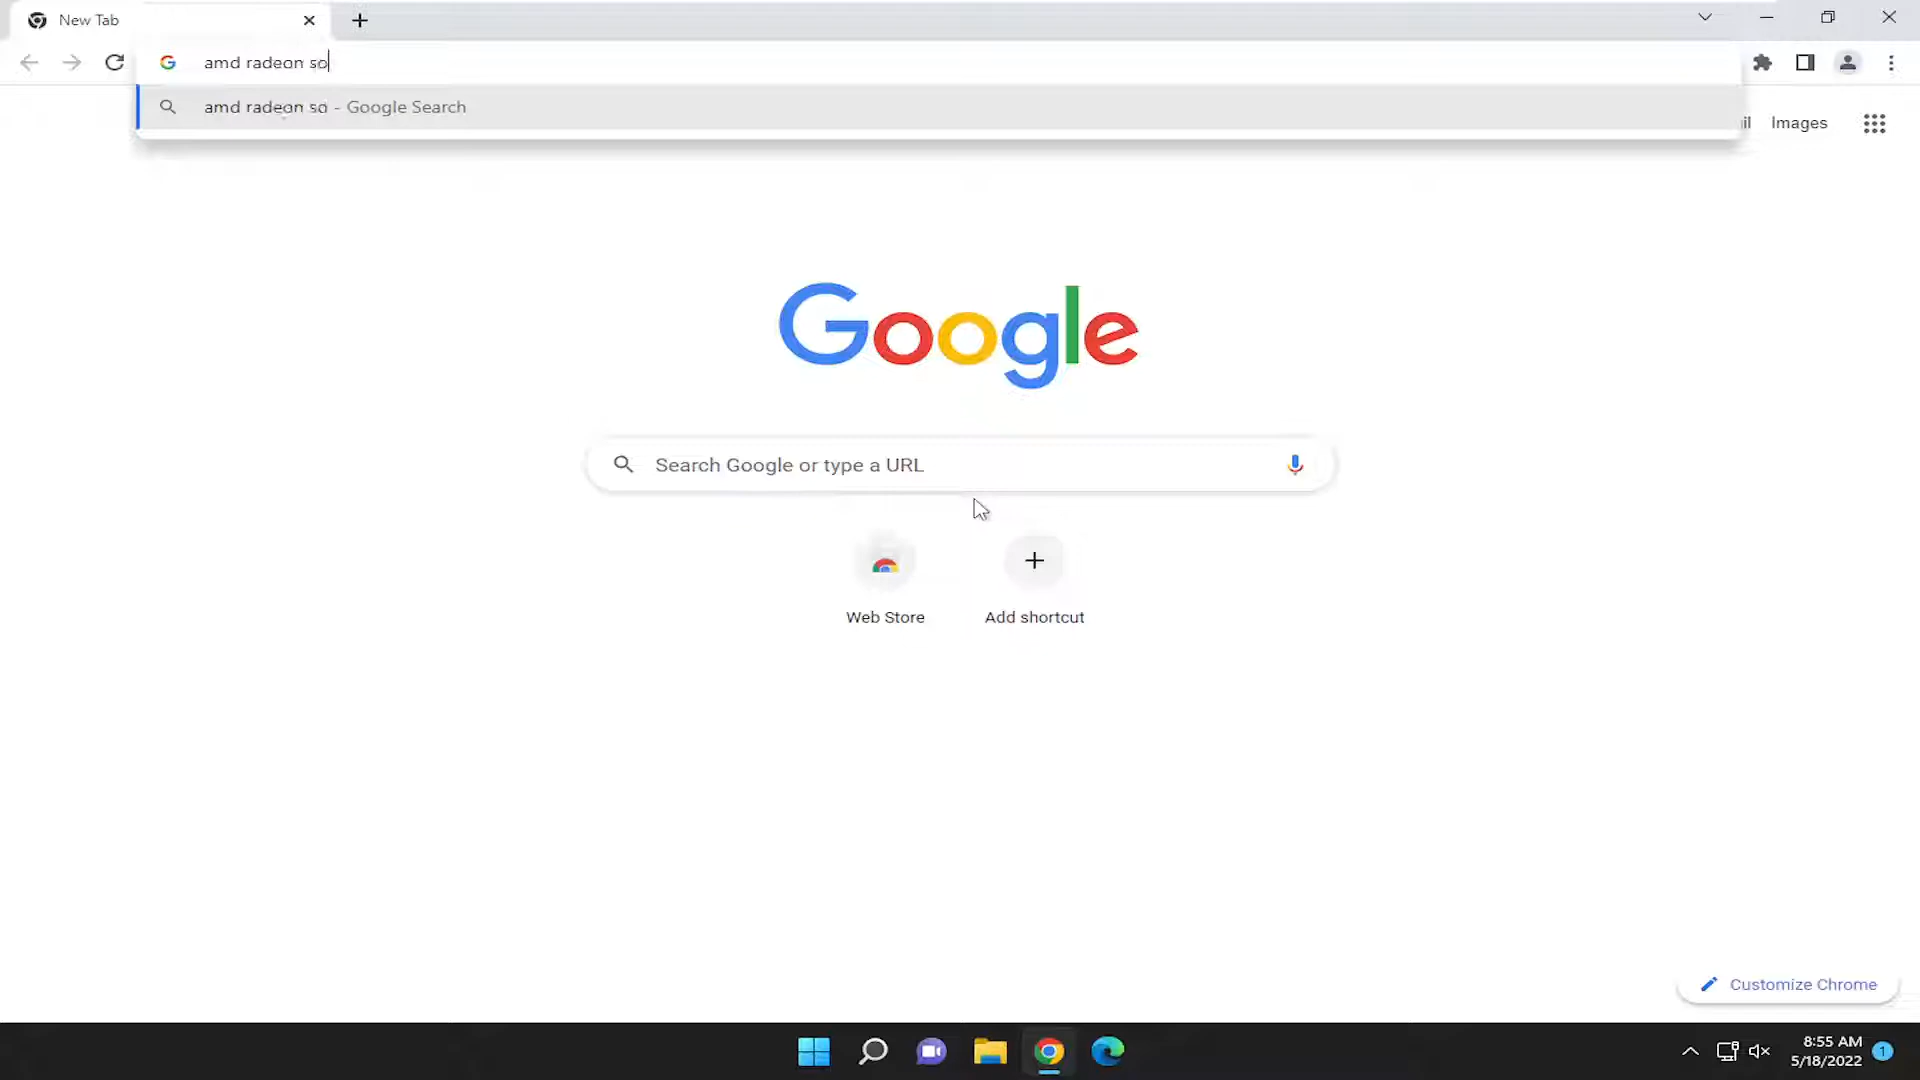 New Tab
amd radeon so
amd radeon so - Google Search
il Images
Google
Search Google or type a URL
Web Store
Add shortcut
Customize Chrome
8:55 AM
5/18/2022
1